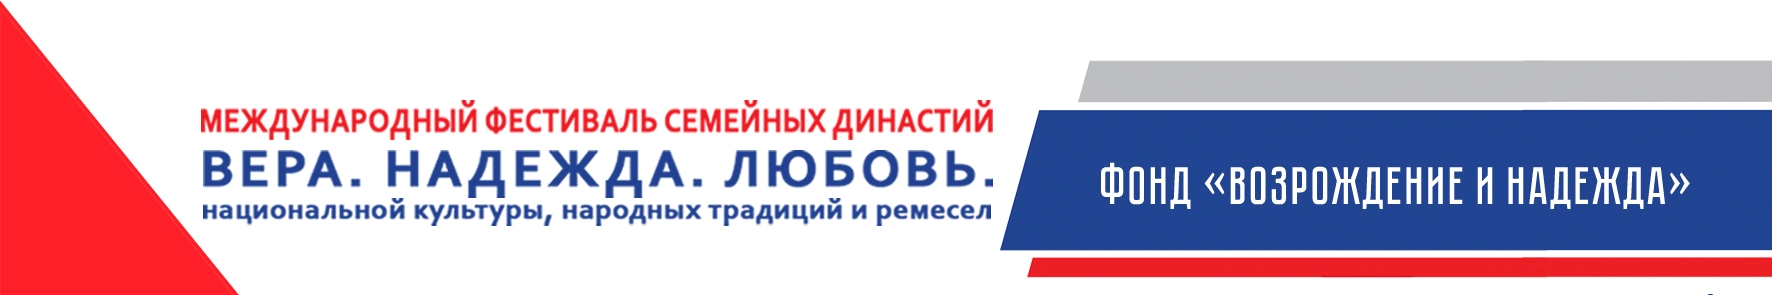 МЕЖДУНАРОДНЫЙ ФЕСТИВАЛЬ СЕМЕЙНЫХ ДИНАСТИЙ
ВЕРА. НАДЕЖДА. ЛЮБОВЬ.
национальной культуры, народных традиций и ремесел
ФОНД «ВОЗРОЖДЕНИЕ И НАДЕЖДА»